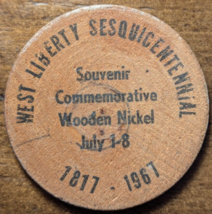 WEST LIBERTY SESQUICENTENNIAL
Souvenir
Commemorative
Wooden Nickel
July 1-8
1817 - 1967